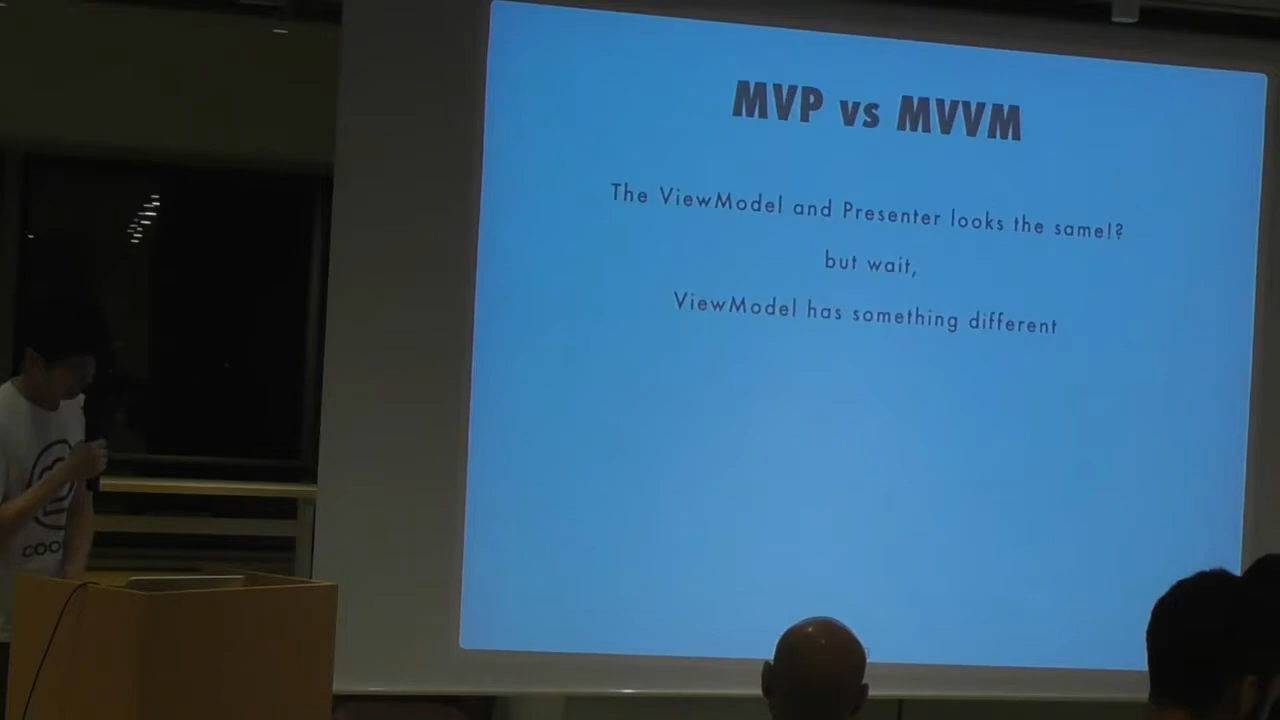 MVP vs MVVM
The ViewModel and Presenter looks the same!?
but wait,
ViewModel has something different